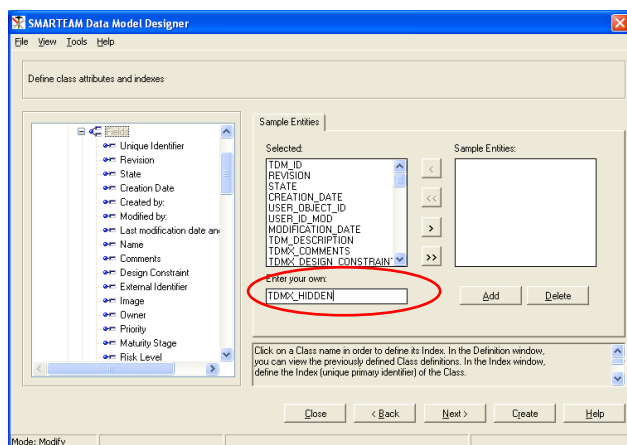 SMARTEAM Data Model Designer
File View Tools Help
Define class attributes and indexes
Fields
Unique Identifier
Revision
State
Creation Date
Created by:
Modified by:
Last modification date an
Name
Comments
Design Constraint
External Identifier
Image
Owner
Priority
Maturity Stage
Risk Level
Sample Entities
Selected:
TDM_ID
REVISION
STATE
CREATION_DATE
USER_OBJECT_ID
USER_ID_MOD
MODIFICATION_DATE
TDM_DESCRIPTION
TDMX_COMMENTS
TDMX_DESIGN_CONSTRAINT
<
<<
>
>>
Sample Entities:
Enter your own:
TDMX_HIDDEN
Add Delete
Click on a Class name in order to define its Index. In the Definition window,
you can view the previously defined Class definitions. In the Index window,
define the Index (unique primary identifier) of the Class.
Close < Back Next > Create Help
Mode: Modify